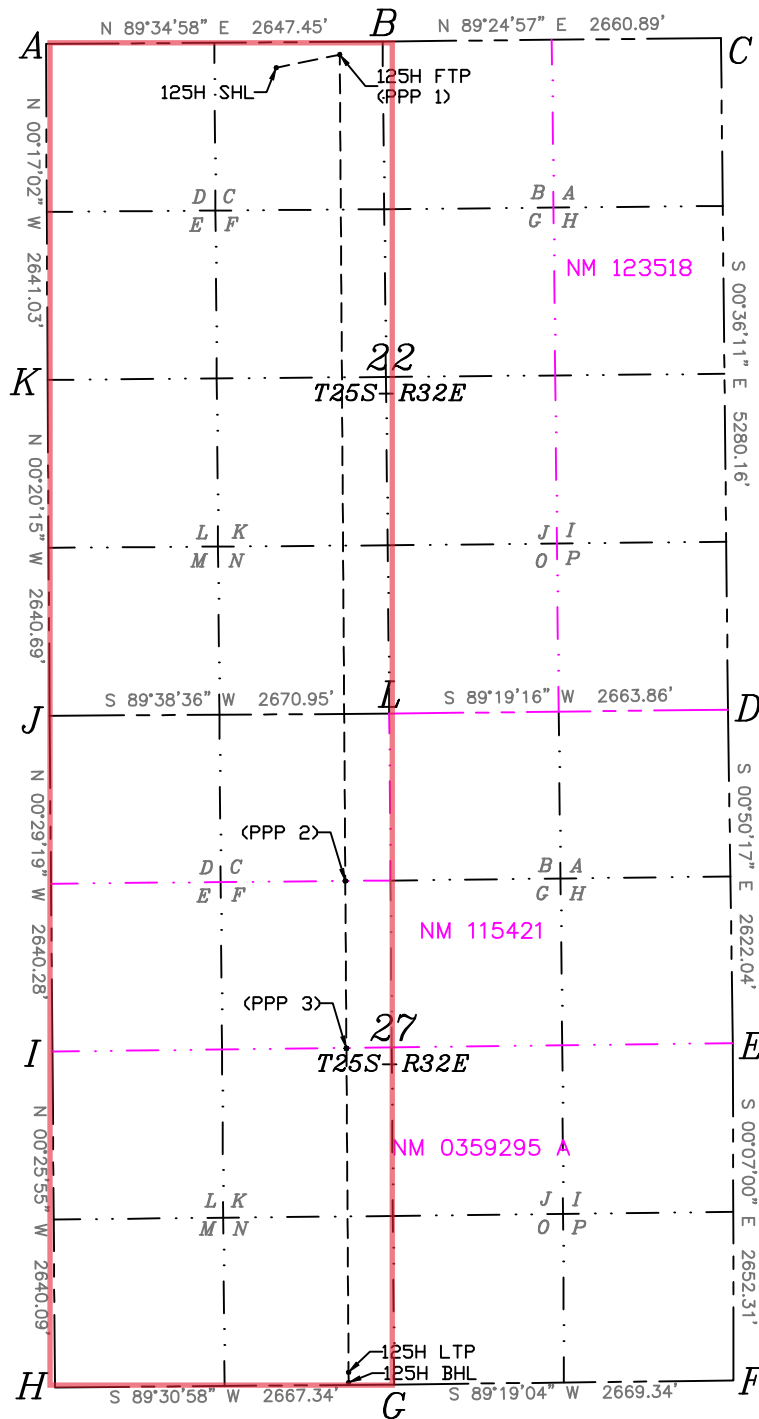 N 89°34'58" E 2647.45'
B
N 89°24'57" E 2660.89'
A
C
125H SHL
125H FTP
(PPP 1)
N 00°17'02" W 2641.03'
D C
E F
B A
G H
NM 123518
S 00°36'11" E 5280.16'
K
22
T25S-R32E
N 00°20'15" W 2640.69'
L K
M N
J I
O P
S 89°38'36" W 2670.95'
L
S 89°19'16" W 2663.86'
J
D
N 00°29'19" W 2640.28'
(PPP 2)
D C
E F
B A
G H
S 00°50'17" E 2622.04'
NM 115421
(PPP 3)
27
I
E
T25S-R32E
N 00°25'55" W 2640.09'
NM 0359295 A
S 00°07'00" E 2652.31'
L K
M N
J I
O P
125H LTP
125H BHL
H
S 89°30'58" W 2667.34'
G
S 89°19'04" W 2669.34'
F